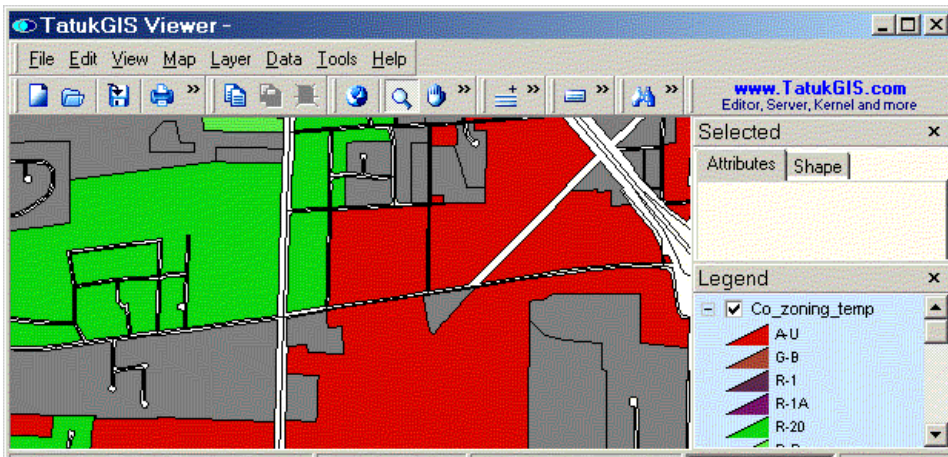 TatukGIS Viewer -
File Edit View Map Layer Data Tools Help
www.TatukGIS.com
Editor, Server, Kernel and more
Selected
Attributes Shape
Legend
Co_zoning_temp
A-U
G-B
R-1
R-1A
R-20